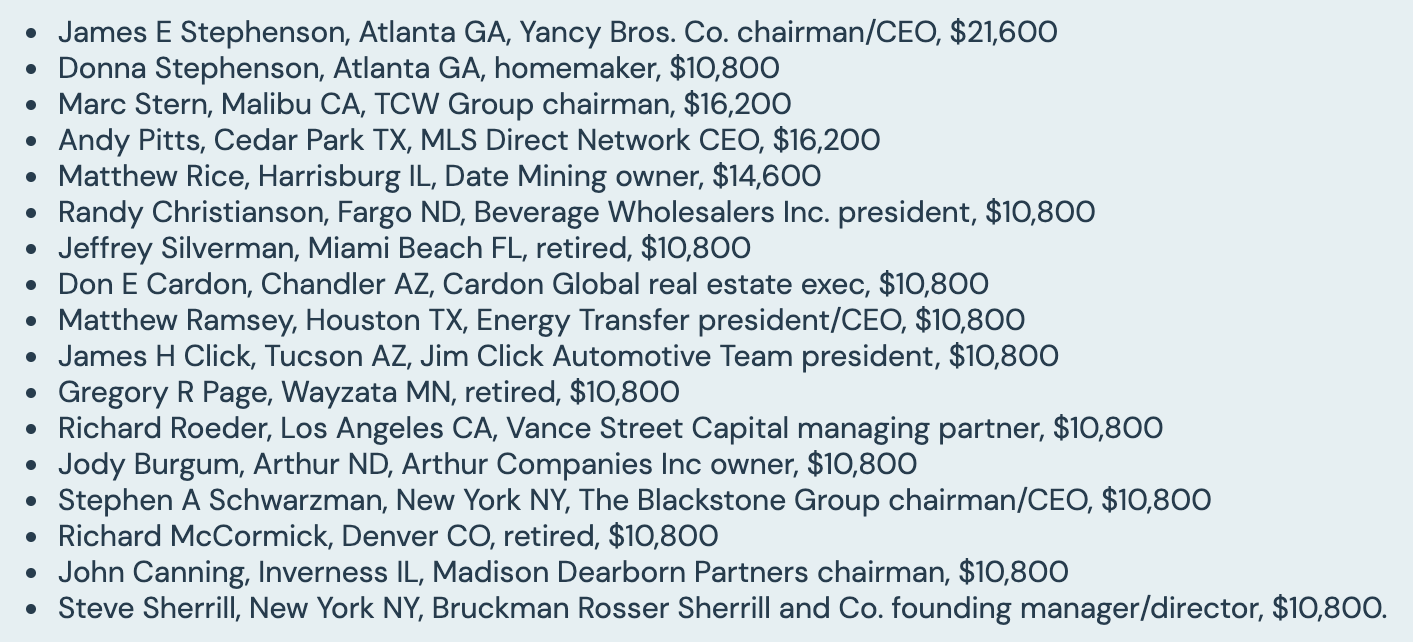 • James E Stephenson, Atlanta GA, Yancy Bros. Co. chairman/CEO, $21,600
• Donna Stephenson, Atlanta GA, homemaker, $10,800
• Marc Stern, Malibu CA, TCW Group chairman, $16,200
• Andy Pitts, Cedar Park TX, MLS Direct Network CEO, $16,200
• Matthew Rice, Harrisburg IL, Date Mining owner, $14,600
• Randy Christianson, Fargo ND, Beverage Wholesalers Inc. president, $10,800
• Jeffrey Silverman, Miami Beach FL, retired, $10,800
• Don E Cardon, Chandler AZ, Cardon Global real estate exec, $10,800
• Matthew Ramsey, Houston TX, Energy Transfer president/CEO, $10,800
• James H Click, Tucson AZ, Jim Click Automotive Team president, $10,800
• Gregory R Page, Wayzata MN, retired, $10,800
• Richard Roeder, Los Angeles CA, Vance Street Capital managing partner, $10,800
• Jody Burgum, Arthur ND, Arthur Companies Inc owner, $10,800
• Stephen A Schwarzman, New York NY, The Blackstone Group chairman/CEO, $10,800
• Richard McCormick, Denver CO, retired, $10,800
• John Canning, Inverness IL, Madison Dearborn Partners chairman, $10,800
• Steve Sherrill, New York NY, Bruckman Rosser Sherrill and Co. founding manager/director, $10,800.